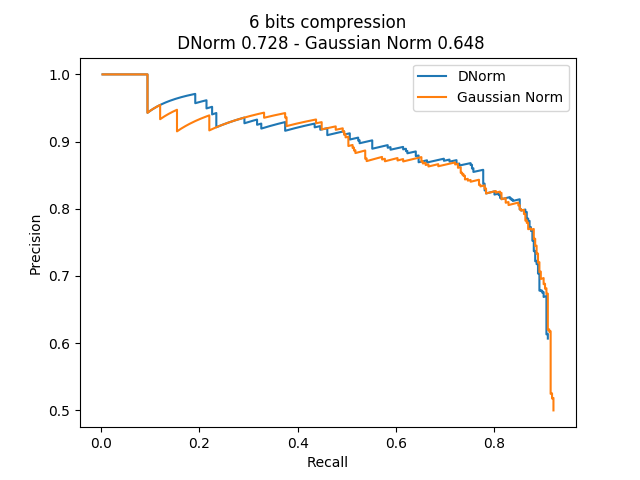 6 bits compression
DNorm 0.728 - Gaussian Norm 0.648
DNorm
Gaussian Norm
1.0
0.9
0.8
0.7
0.6
0.5
Precision
0.0
0.2
0.4
0.6
0.8
Recall